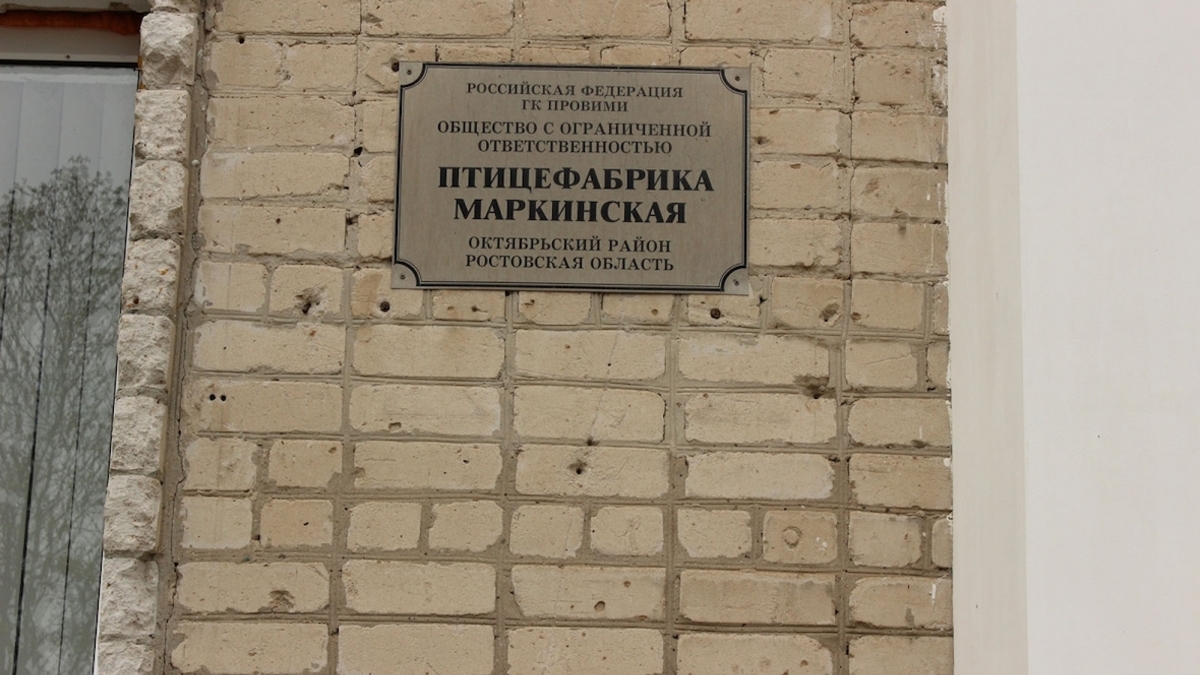 РОССИЙСКАЯ ФЕДЕРАЦИЯ
ГК ПРОВИМИ
ОБЩЕСТВО С ОГРАНИЧЕННОЙ
ОТВЕТСТВЕННОСТЬЮ
ПТИЦЕФАБРИКА
МАРКИНСКАЯ
ОКТЯБРЬСКИЙ РАЙОН
РОСТОВСКАЯ ОБЛАСТЬ